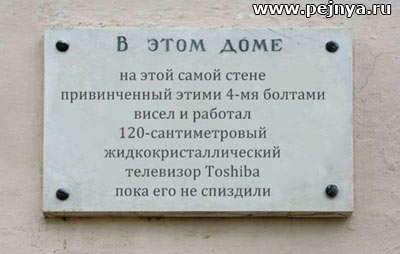 www.pejnya.ru
В ЭТОМ ДОМЕ
на этой самой стене
привинченный этими 4-мя болтами
висел и работал
120-сантиметровый
жидкокристаллический
телевизор Toshiba
пока его не спиздили